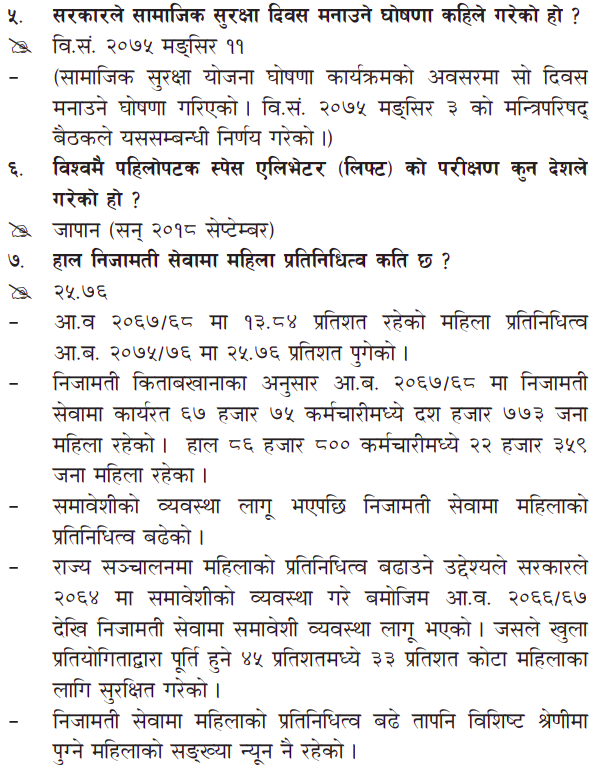 ५. सरकारले सामाजिक सुरक्षा दिवस मनाउने घोषणा कहिले गरेको हो ?
वि.सं. २०७५ मङ्सिर ११
– (सामाजिक सुरक्षा योजना घोषणा कार्यक्रमको अवसरमा सो दिवस
मनाउने घोषणा गरिएको । वि.सं. २०७५ मङ्सिर ३ को मन्त्रिपरिषद्
बैठकले यससम्बन्धी निर्णय गरेको ।)
६. विश्वमै पहिलोपटक स्पेस एलिभेटर (लिफ्ट) को परीक्षण कुन देशले
गरेको हो ?
जापान (सन् २०१८ सेप्टेम्बर)
७. हाल निजामती सेवामा महिला प्रतिनिधित्व कति छ ?
२५.७६
– आ.व २०६७/६८ मा १३.८४ प्रतिशत रहेको महिला प्रतिनिधित्व
आ.ब. २०७५/७६ मा २५.७६ प्रतिशत पुगेको ।
– निजामती किताबखानाका अनुसार आ.ब. २०६७/६८ मा निजामती
सेवामा कार्यरत ६७ हजार ७५ कर्मचारीमध्ये दश हजार ७७३ जना
महिला रहेको । हाल ८६ हजार ८०० कर्मचारीमध्ये २२ हजार ३५९
जना महिला रहेका ।
– समावेशीको व्यवस्था लागू भएपछि निजामती सेवामा महिलाको
प्रतिनिधित्व बढेको ।
– राज्य सञ्चालनमा महिलाको प्रतिनिधित्व बढाउने उद्देश्यले सरकारले
२०६४ मा समावेशीको व्यवस्था गरे बमोजिम आ.व. २०६६/६७
देखि निजामती सेवामा समावेशी व्यवस्था लागू भएको । जसले खुला
प्रतियोगिताद्वारा पूर्ति हुने ४५ प्रतिशतमध्ये ३३ प्रतिशत कोटा महिलाका
लागि सुरक्षित गरेको ।
– निजामती सेवामा महिलाको प्रतिनिधित्व बढे तापनि विशिष्ट श्रेणीमा
पुग्ने महिलाको सङ्ख्या न्यून नै रहेको ।